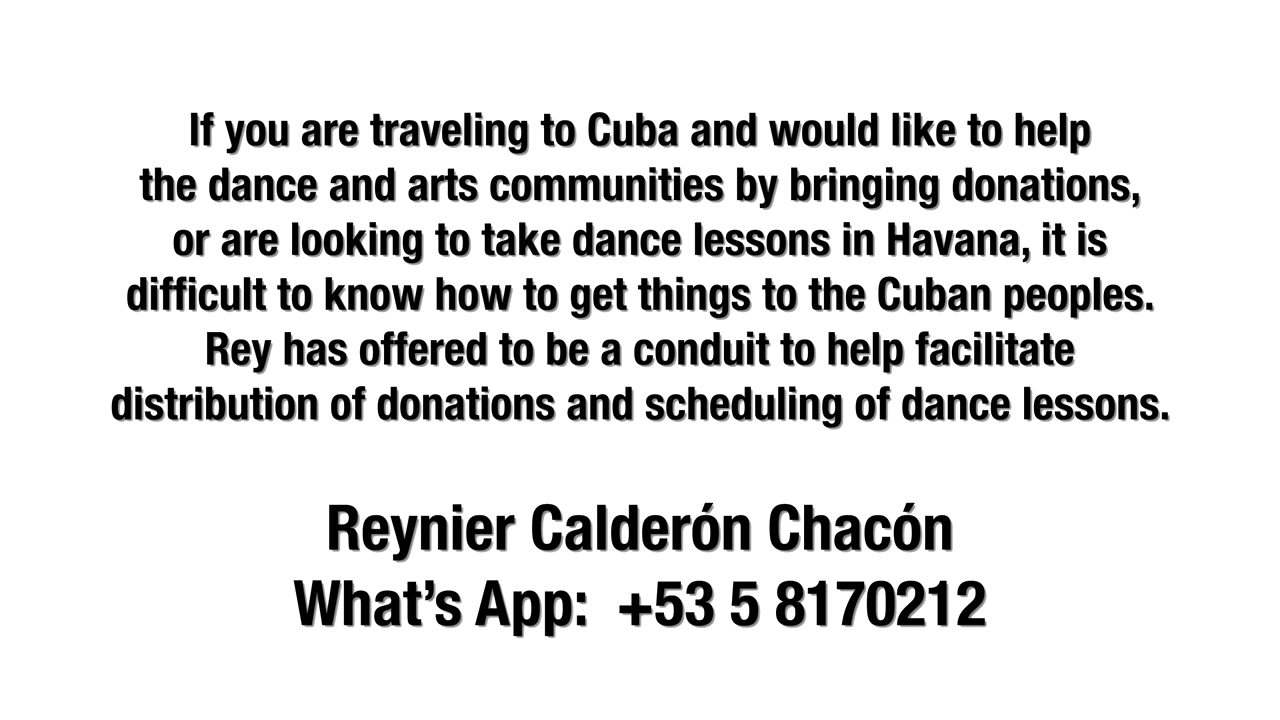 If you are traveling to Cuba and would like to help
the dance and arts communities by bringing donations,
or are looking to take dance lessons in Havana, it is
difficult to know how to get things to the Cuban peoples.
Rey has offered to be a conduit to help facilitate
distribution of donations and scheduling of dance lessons.
Reynier Calderón Chacón
What’s App:  +53 5 8170212